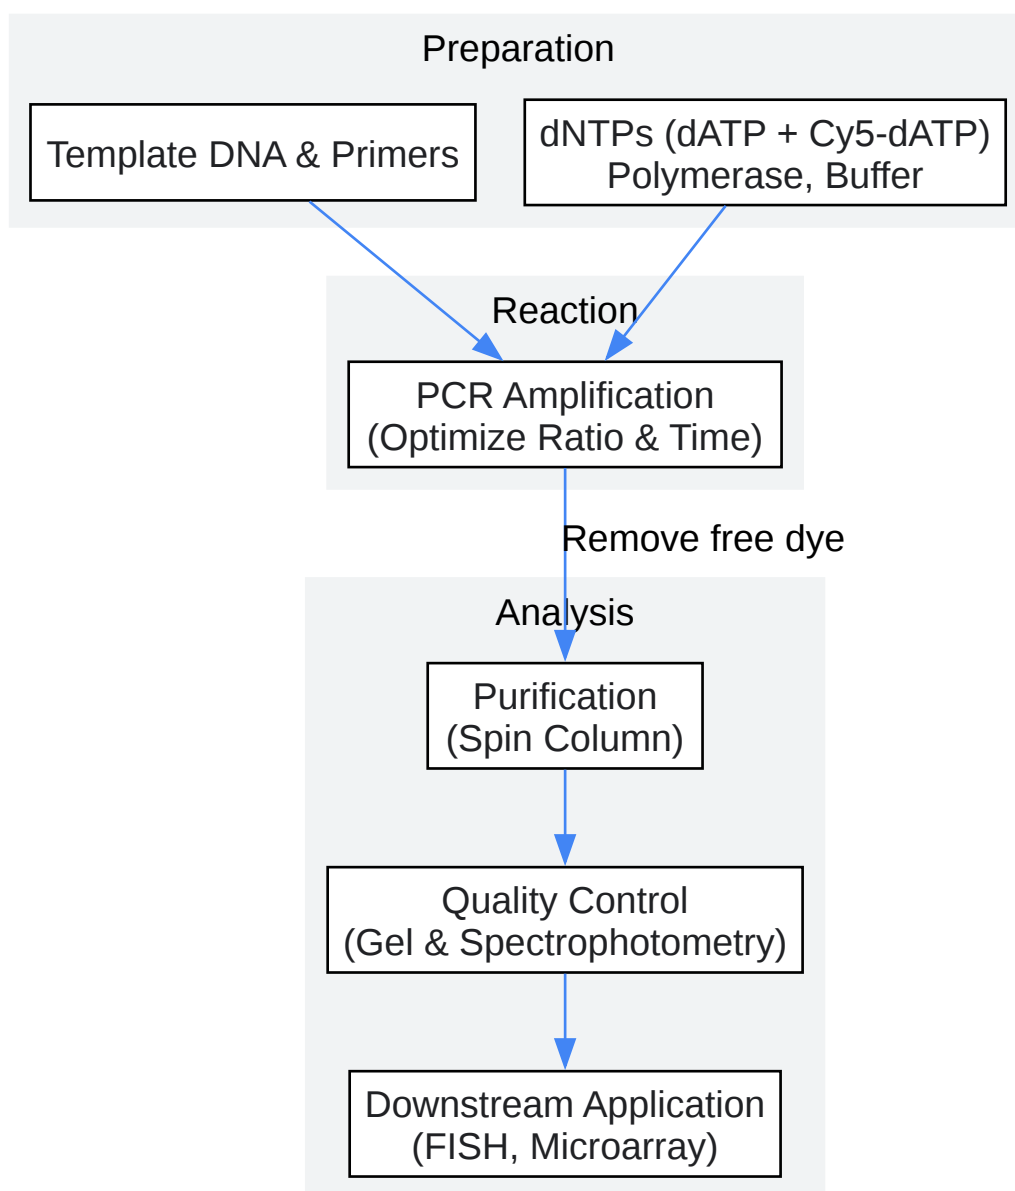 Preparation
Template DNA & Primers
dNTPs (dATP + Cy5-dATP)
Polymerase, Buffer
Reaction
PCR Amplification
(Optimize Ratio & Time)
Remove free dye
Analysis
Purification
(Spin Column)
Quality Control
(Gel & Spectrophotometry)
Downstream Application
(FISH, Microarray)